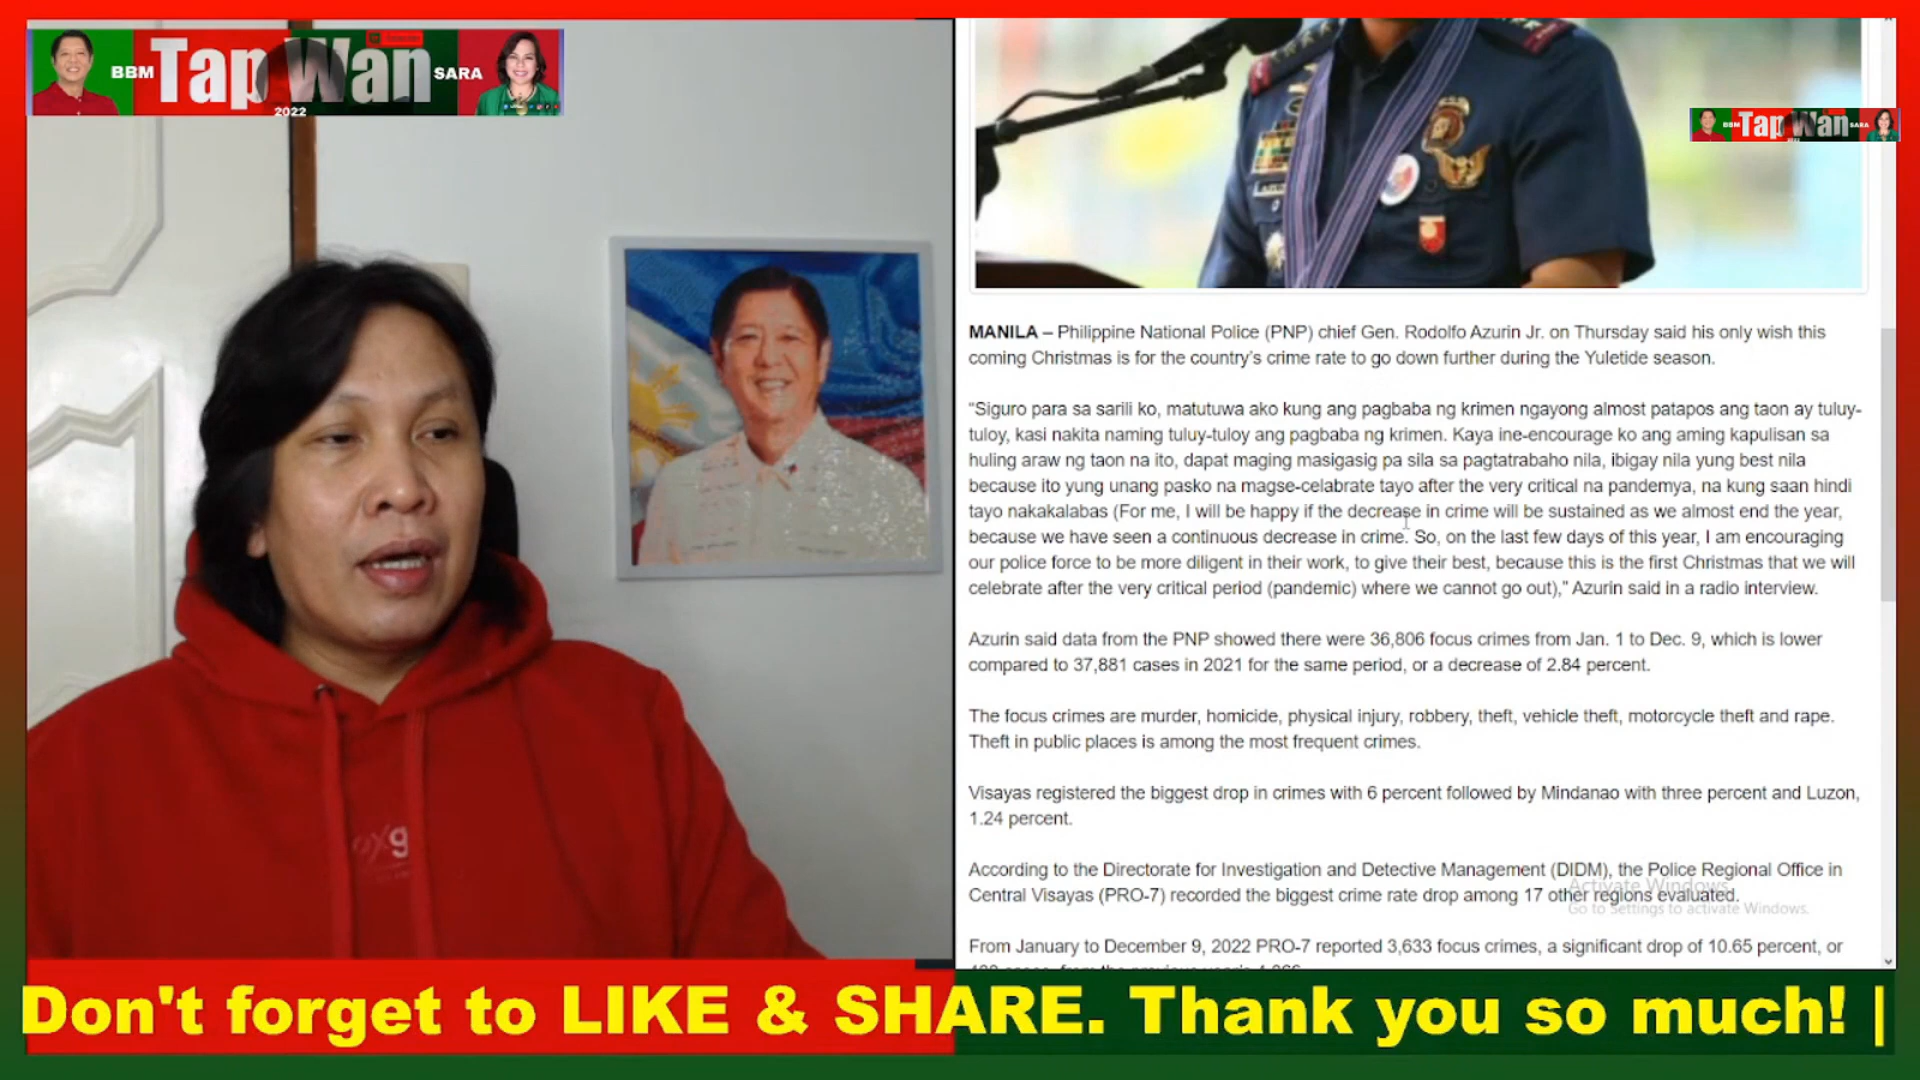 BBM Tap Wan SARA
2022
BBM Tap Wan SARA
MANILA – Philippine National Police (PNP) chief Gen. Rodolfo Azurin Jr. on Thursday said his only wish this
coming Christmas is for the country's crime rate to go down further during the Yuletide season.
"Siguro para sa sarili ko, matutuwa ako kung ang pagbaba ng krimen ngayong almost patapos ang taon ay tuluy-
tuloy, kasi nakita naming tuluy-tuloy ang pagbaba ng krimen. Kaya ine-encourage ko ang aming kapulisan sa
huling araw ng taon na ito, dapat maging masigasig pa sila sa pagtatrabaho nila, ibigay nila yung best nila
because ito yung unang pasko na magse-celabrate tayo after the very critical na pandemya, na kung saan hindi
tayo nakakalabas (For me, I will be happy if the decrease in crime will be sustained as we almost end the year,
because we have seen a continuous decrease in crime. So, on the last few days of this year, I am encouraging
our police force to be more diligent in their work, to give their best, because this is the first Christmas that we will
celebrate after the very critical period (pandemic) where we cannot go out)," Azurin said in a radio interview.
Azurin said data from the PNP showed there were 36,806 focus crimes from Jan. 1 to Dec. 9, which is lower
compared to 37,881 cases in 2021 for the same period, or a decrease of 2.84 percent.
The focus crimes are murder, homicide, physical injury, robbery, theft, vehicle theft, motorcycle theft and rape.
Theft in public places is among the most frequent crimes.
Visayas registered the biggest drop in crimes with 6 percent followed by Mindanao with three percent and Luzon,
1.24 percent.
According to the Directorate for Investigation and Detective Management (DIDM), the Police Regional Office in
Central Visayas (PRO-7) recorded the biggest crime rate drop among 17 other regions evaluated.
Activate Windows
Go to Settings to activate Windows.
From January to December 9, 2022 PRO-7 reported 3,633 focus crimes, a significant drop of 10.65 percent, or
Don't forget to LIKE & SHARE. Thank you so much! |